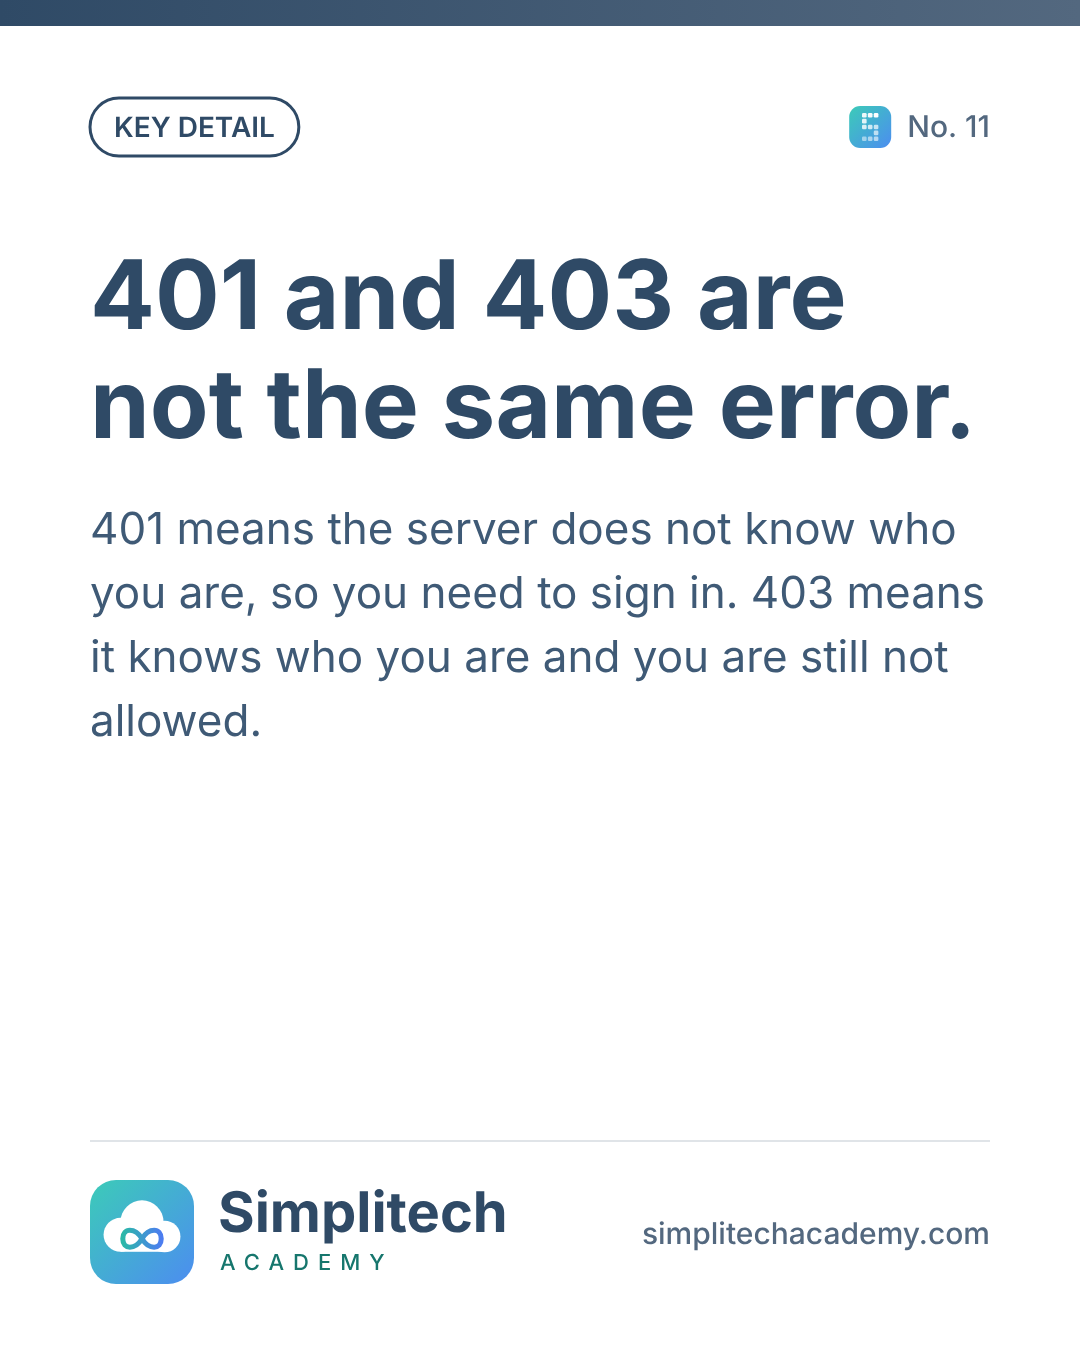 KEY DETAIL
No. 11
401 and 403 are
not the same error.
401 means the server does not know who
you are, so you need to sign in. 403 means
it knows who you are and you are still not
allowed.
Simplitech
ACADEMY
simplitechacademy.com